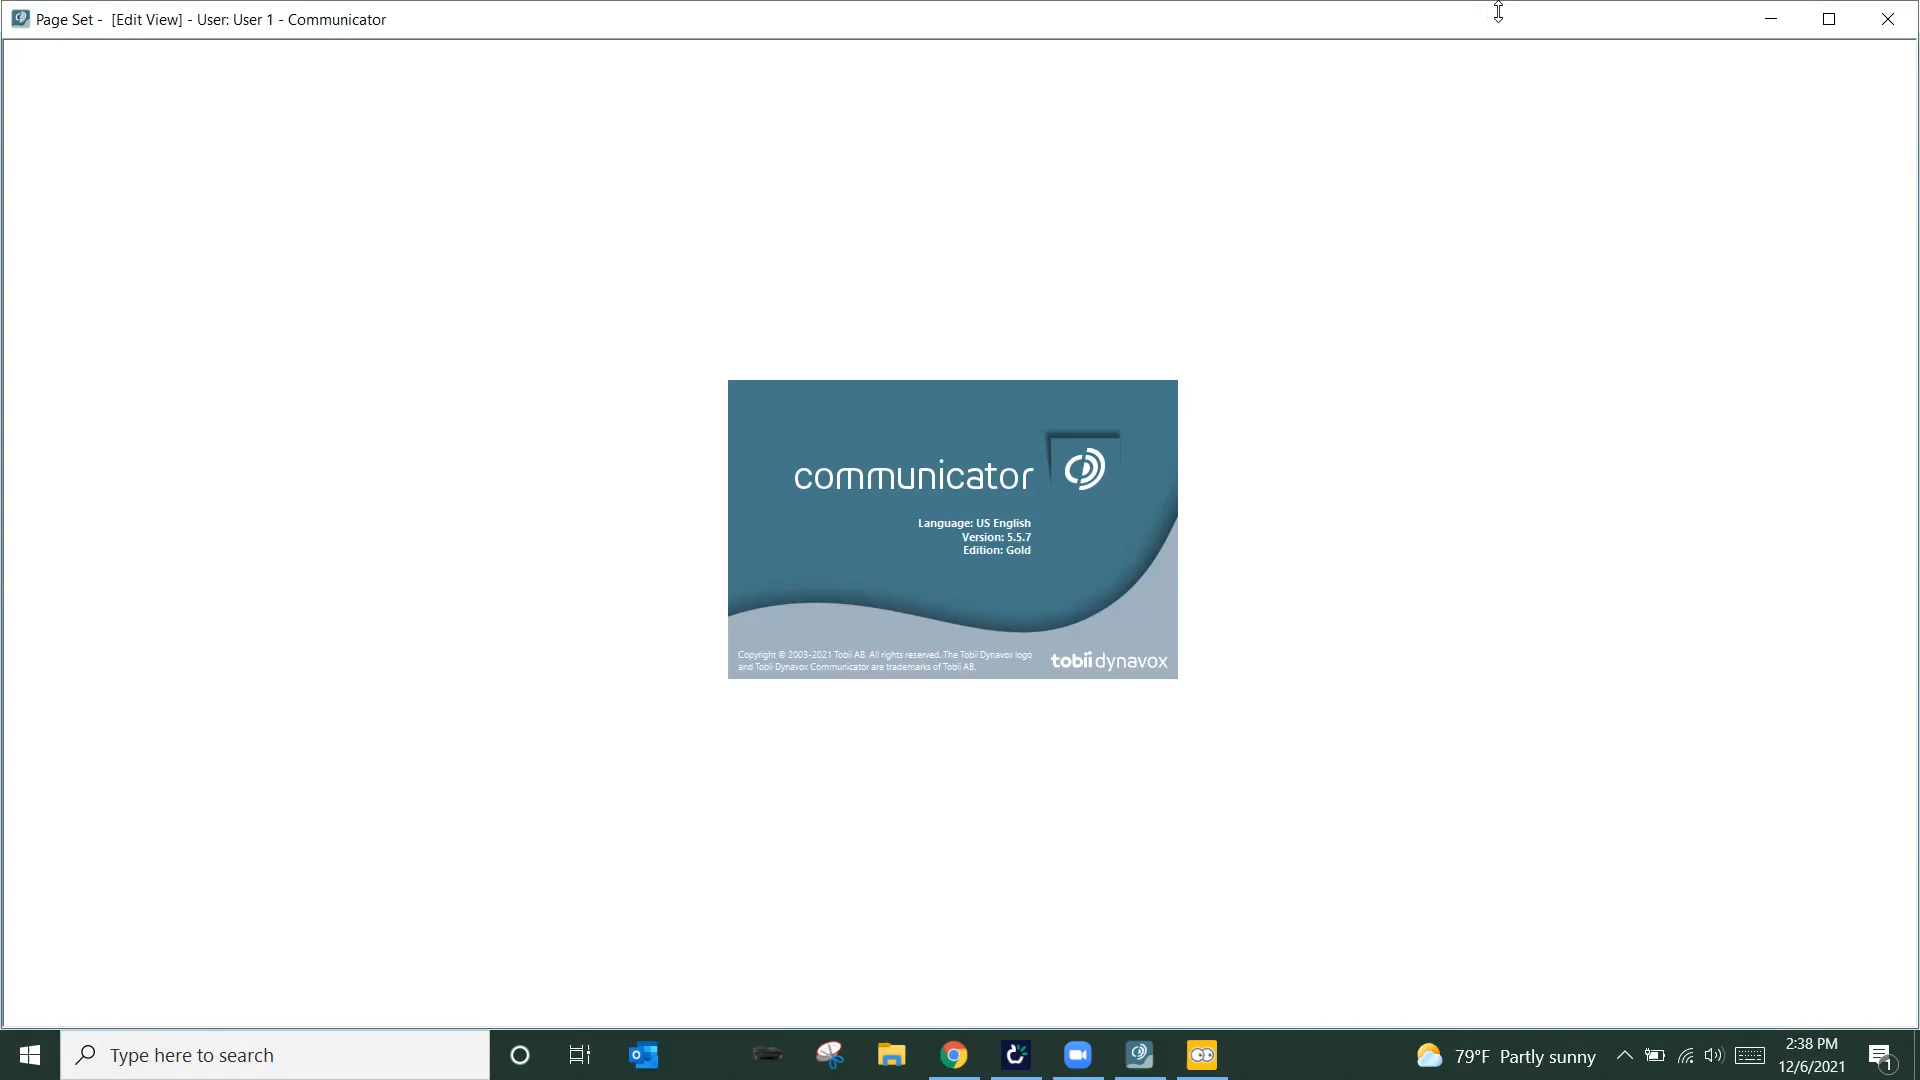 Page Set - [Edit View] - User: User 1 - Communicator
communicator
Language: US English
Version: 5.5.7
Edition: Gold
Copyright © 2003-2021 Tobii AB. All rights reserved. The Tobii Dynavox logo
and Tobii Dynavox Communicator are trademarks of Tobii AB.
tobii dynavox
Type here to search
79°F Partly sunny
2:38 PM
12/6/2021
1